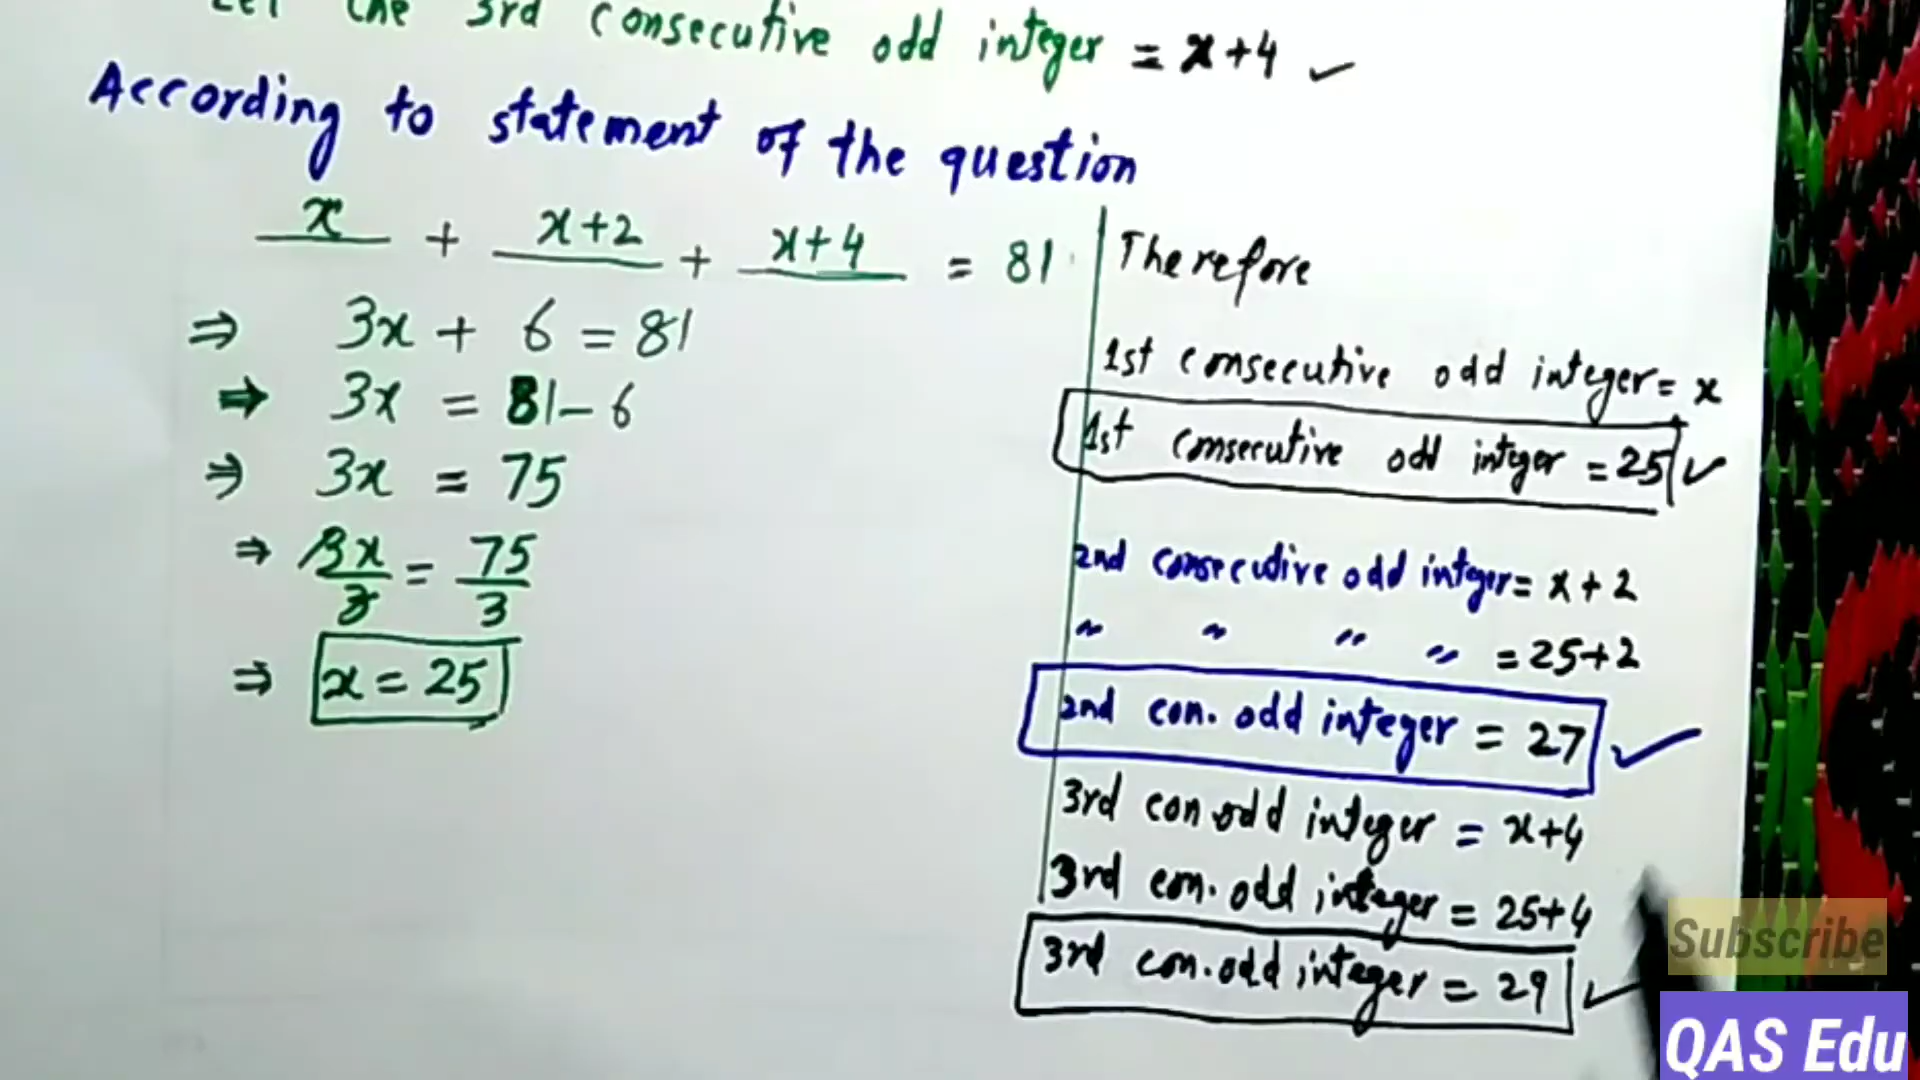 Let the 3rd consecutive odd integer = x+4 ✓
According to statement of the question
x + x+2 + x+4 = 81
⇒ 3x + 6 = 81
⇒ 3x = 81 - 6
⇒ 3x = 75
⇒ 3x/3 = 75/3
⇒ x = 25
Therefore
1st consecutive odd integer = x
1st consecutive odd integer = 25 ✓
2nd consecutive odd integer = x+2
" " " " = 25+2
2nd con. odd integer = 27 ✓
3rd con odd integer = x+4
3rd con. odd integer = 25+4
3rd con. odd integer = 29 ✓
Subscribe
QAS Edu